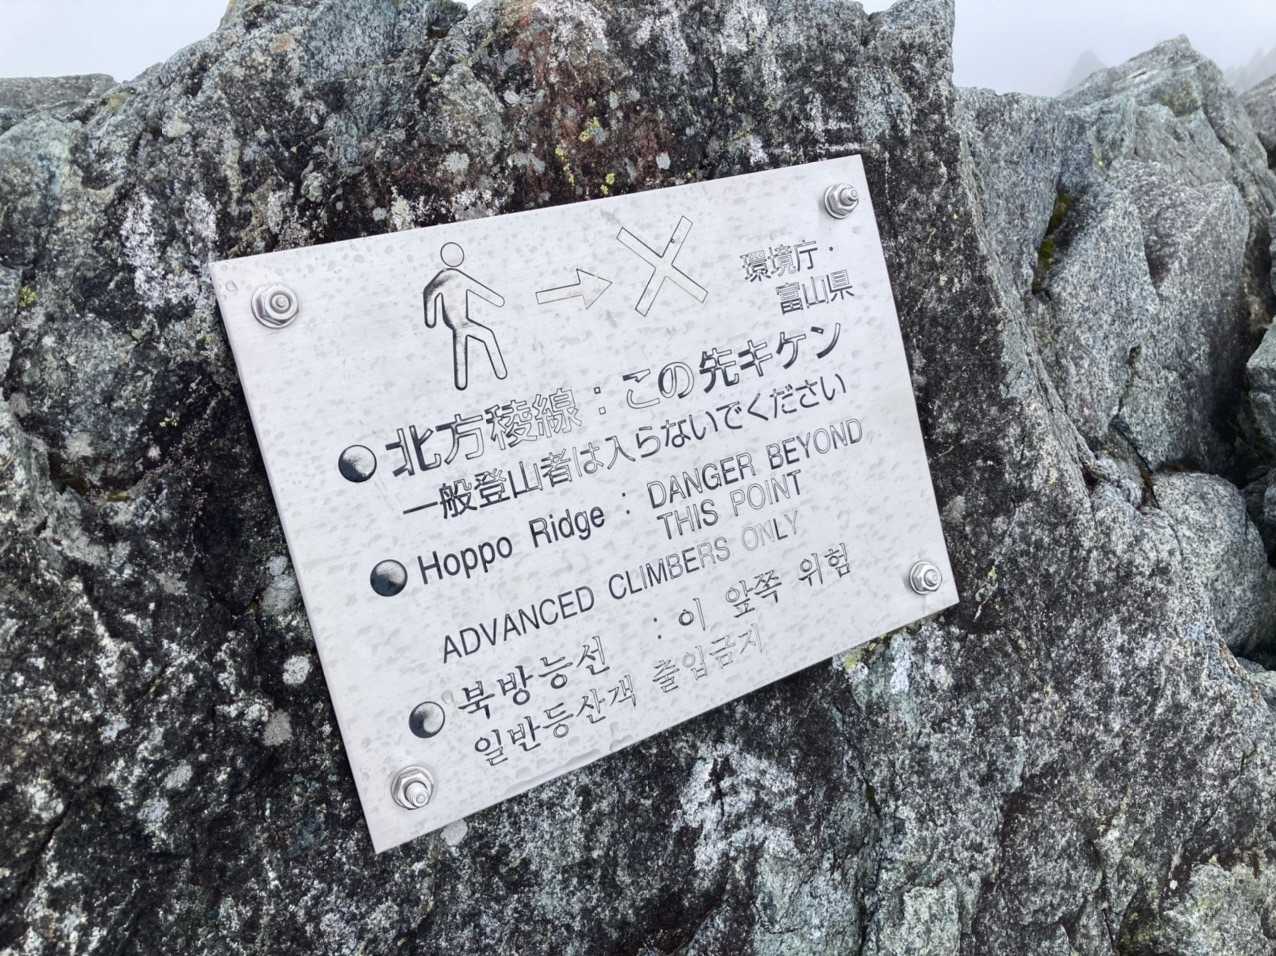 環境庁・
富山県
北方稜線：この先キケン
一般登山者は入らないでください
Hoppo Ridge : DANGER BEYOND
THIS POINT
ADVANCED CLIMBERS ONLY
북방능선 : 이 앞쪽 위험
일반등산객 출입금지